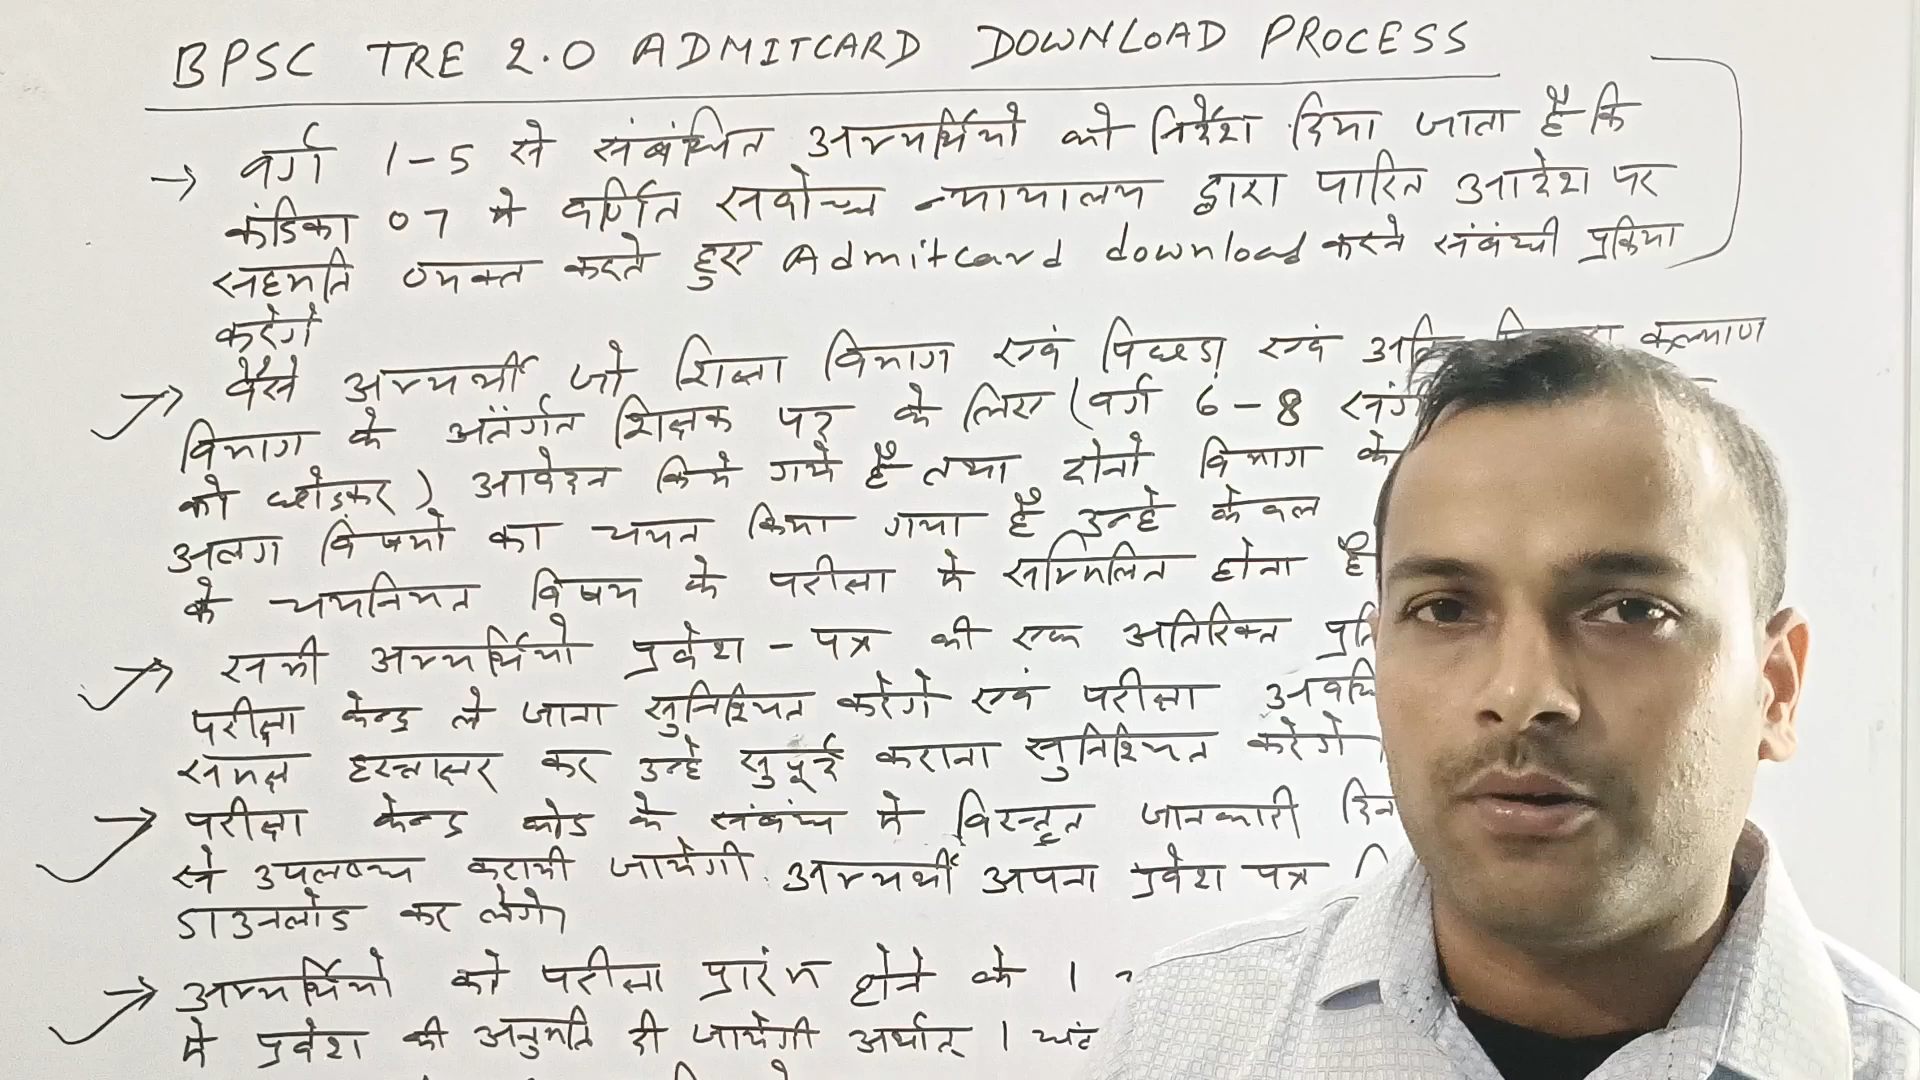 BPSC TRE 2.0 ADMITCARD DOWNLOAD PROCESS
→ वर्ग 1-5 से संबंधित अभ्यर्थियो को निर्देश दिया जाता है कि
कंडिका 07 मे वर्णित सर्वोच्च न्यायालय द्वारा पारित आदेश पर
सहमति व्यक्त करते हुए Admitcard download करने संबंधी प्रक्रिया
करेगे
→ वैसे अभ्यर्थी जो शिक्षा विभाग एवं पिछडा एवं अति कल्याण
विभाग के अंतर्गत शिक्षक पद के लिए (वर्ग 6-8
को छोडकर) आवेदन किये गये है तथा दोनो विभाग के
अलग विषयो का चयन किया गया है उन्हे केवल
के चयनियत विषय के परीक्षा मे सम्मिलित होना है
→ सभी अभ्यर्थियो प्रवेश-पत्र की एक अतिरिक्त
परीक्षा केन्द्र ले जाना सुनिश्चित करेगे एवं परीक्षा
समक्ष हस्ताक्षर कर उन्हे सुपूर्द कराना सुनिश्चित करेगे
→ परीक्षा केन्द्र कोड के संबंध मे विस्तृत जानकारी
से उपलब्ध करायी जायेगी. अभ्यर्थी अपना प्रवेश पत्र
डाउनलोड कर लेगे।
→ अभ्यर्थियो को परीक्षा प्रारंभ होने के 1
मे प्रवेश की अनुमति दी जायेगी अर्थात् 1